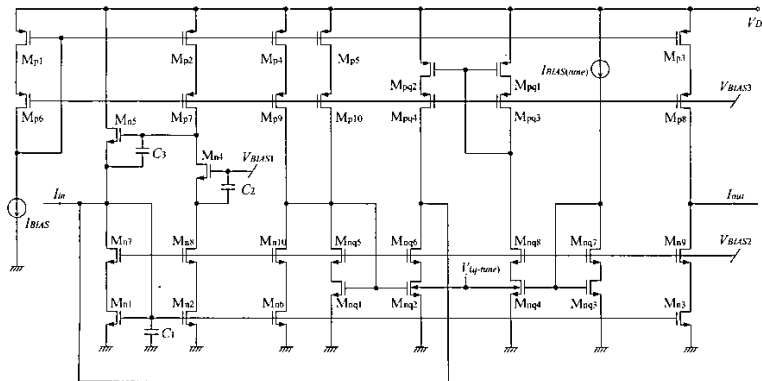 V_D
M_p1 M_p2 M_p4 M_p5 M_pq2 M_pq1 I_BIAS(tune) M_p3
M_p6 M_n5 M_p7 M_p9 M_p10 M_pq4 M_pq3 M_p8 V_BIAS3
C_3 M_n4 V_BIAS1
C_2
I_in I_out
I_BIAS
M_n7 M_n8 M_n10 M_nq5 M_nq6 M_nq8 M_nq7 M_n9 V_BIAS2
V_(q-tune)
M_n1 M_n2 M_n6 M_nq1 M_nq2 M_nq4 M_nq3 M_n3
C_1